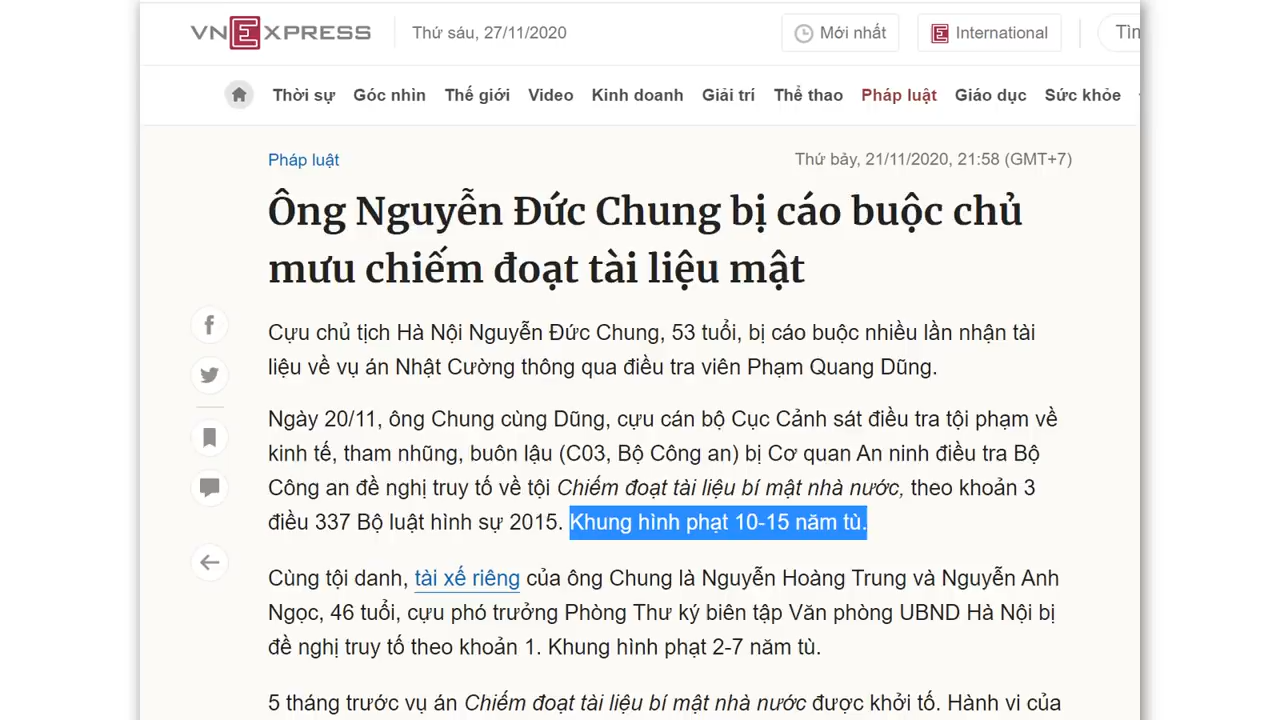 VNEXPRESS
Thứ sáu, 27/11/2020
Mới nhất
International
Tìn
Thời sự Góc nhìn Thế giới Video Kinh doanh Giải trí Thể thao Pháp luật Giáo dục Sức khỏe
Pháp luật
Thứ bảy, 21/11/2020, 21:58 (GMT+7)
Ông Nguyễn Đức Chung bị cáo buộc chủ
mưu chiếm đoạt tài liệu mật
Cựu chủ tịch Hà Nội Nguyễn Đức Chung, 53 tuổi, bị cáo buộc nhiều lần nhận tài
liệu về vụ án Nhật Cường thông qua điều tra viên Phạm Quang Dũng.
Ngày 20/11, ông Chung cùng Dũng, cựu cán bộ Cục Cảnh sát điều tra tội phạm về
kinh tế, tham nhũng, buôn lậu (C03, Bộ Công an) bị Cơ quan An ninh điều tra Bộ
Công an đề nghị truy tố về tội Chiếm đoạt tài liệu bí mật nhà nước, theo khoản 3
điều 337 Bộ luật hình sự 2015. Khung hình phạt 10-15 năm tù.
Cùng tội danh, tài xế riêng của ông Chung là Nguyễn Hoàng Trung và Nguyễn Anh
Ngọc, 46 tuổi, cựu phó trưởng Phòng Thư ký biên tập Văn phòng UBND Hà Nội bị
đề nghị truy tố theo khoản 1. Khung hình phạt 2-7 năm tù.
5 tháng trước vụ án Chiếm đoạt tài liệu bí mật nhà nước được khởi tố. Hành vi của